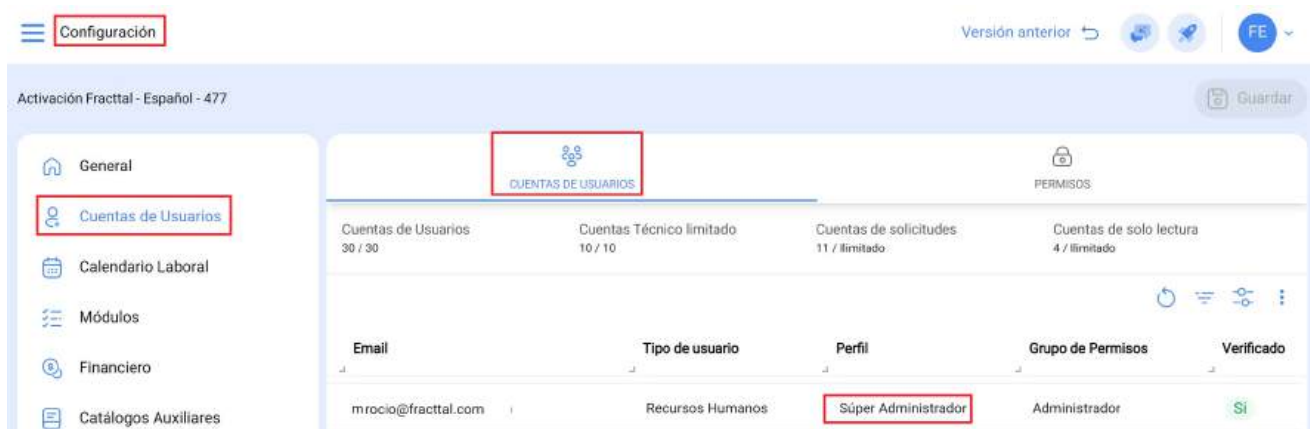 Configuración
Versión anterior
FE
Activación Fracttal - Español - 477
Guardar
General
Cuentas de Usuarios
Calendario Laboral
Módulos
Financiero
Catálogos Auxiliares
CUENTAS DE USUARIOS
PERMISOS
Cuentas de Usuarios Cuentas Técnico limitado Cuentas de solicitudes Cuentas de solo lectura
30 / 30 10 / 10 11 / Ilimitado 4 / Ilimitado
Email Tipo de usuario Perfil Grupo de Permisos Verificado
mrocio@fracttal.com Recursos Humanos Súper Administrador Administrador Si